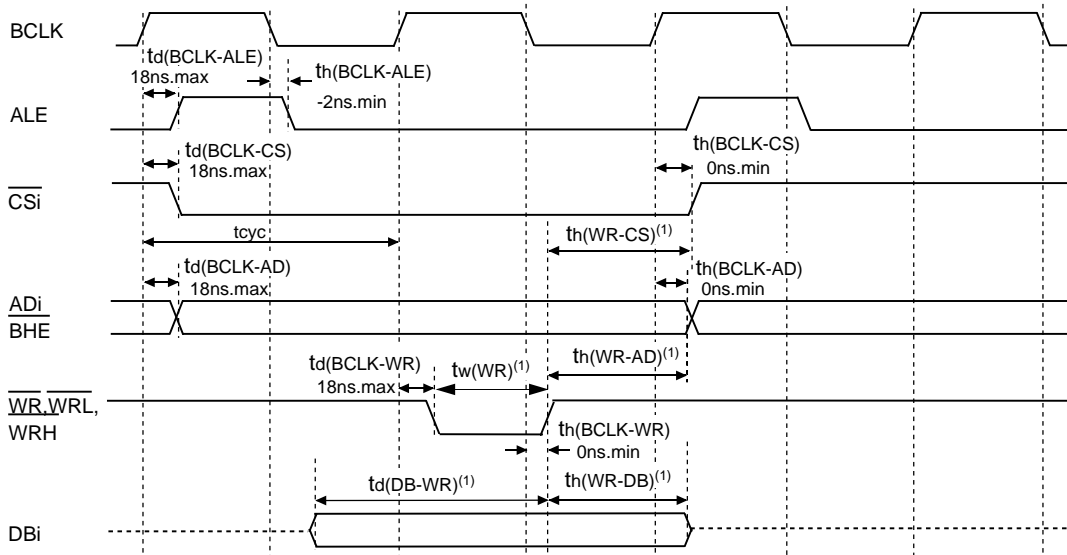 BCLK
td(BCLK-ALE)
18ns.max
th(BCLK-ALE)
-2ns.min
ALE
td(BCLK-CS)
18ns.max
th(BCLK-CS)
0ns.min
CSi
tcyc
th(WR-CS)(1)
td(BCLK-AD)
18ns.max
th(BCLK-AD)
0ns.min
ADi
BHE
td(BCLK-WR)
18ns.max
tw(WR)(1)
th(WR-AD)(1)
WR,WRL,
WRH
th(BCLK-WR)
0ns.min
td(DB-WR)(1)
th(WR-DB)(1)
DBi